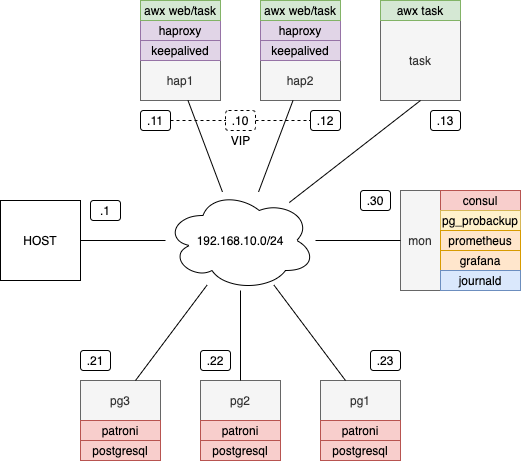 awx web/task
haproxy
keepalived
hap1
awx web/task
haproxy
keepalived
hap2
awx task
task
.11
.10
.12
.13
VIP
HOST
.1
192.168.10.0/24
.30
mon
consul
pg_probackup
prometheus
grafana
journald
.21
.22
.23
pg3
patroni
postgresql
pg2
patroni
postgresql
pg1
patroni
postgresql